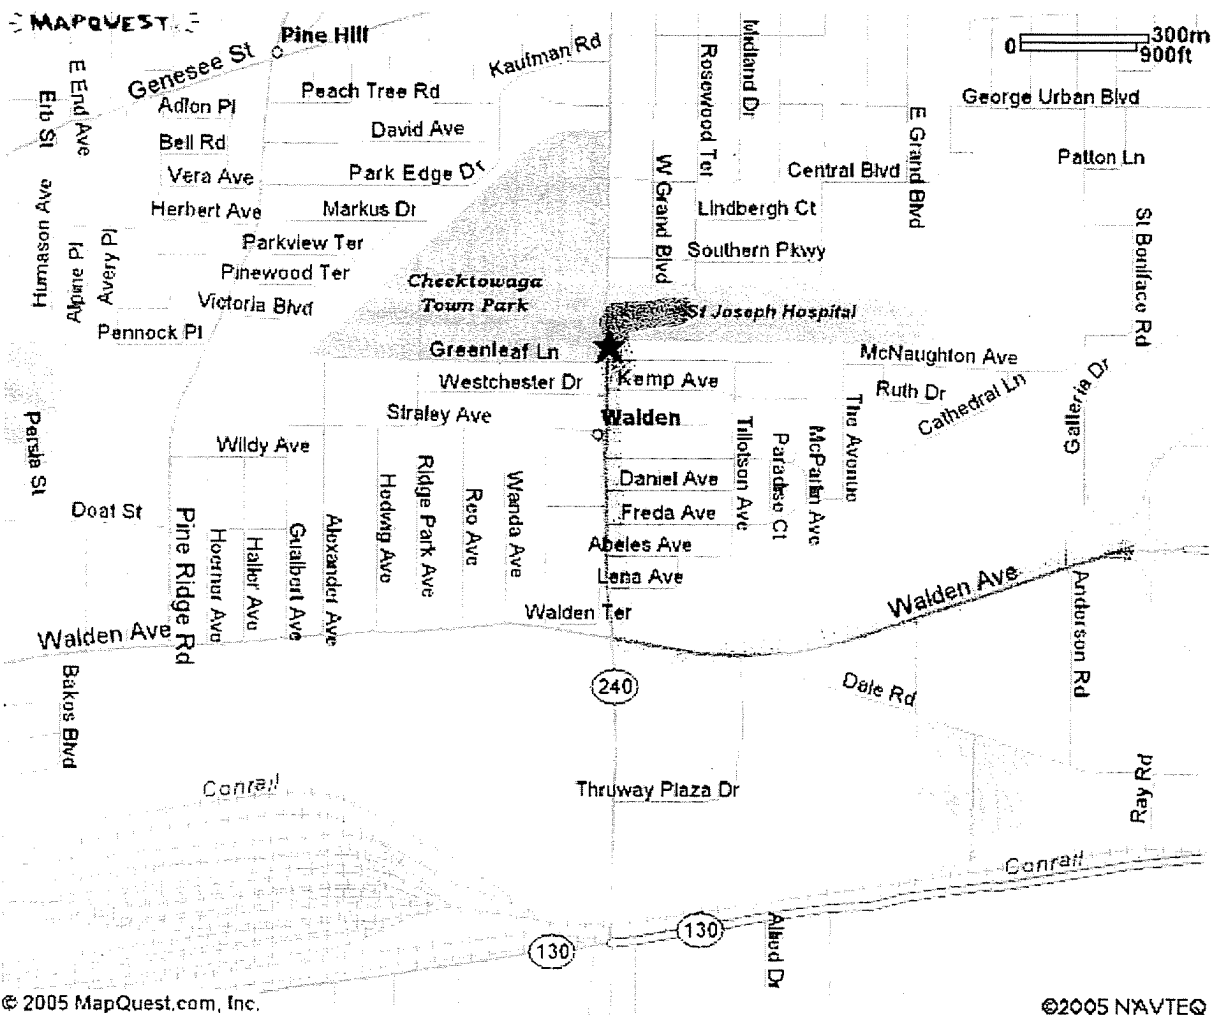 MAPQUEST
Pine Hill
Genesee St
Kaufman Rd
Midland Dr
Rosewood Ter
0
300m
900ft
E End Ave
Erb St
Adlon Pl
Peach Tree Rd
George Urban Blvd
David Ave
E Grand Blvd
Bell Rd
Vera Ave
Park Edge Dr
W Grand Blvd
Central Blvd
Patton Ln
Humason Ave
Alpine Pl
Avery Pl
Herbert Ave
Markus Dr
Lindbergh Ct
St Boniface Rd
Parkview Ter
Southern Pkwy
Pinewood Ter
Cheektowaga
Town Park
Victoria Blvd
St Joseph Hospital
Pennock Pl
Greenleaf Ln
McNaughton Ave
Westchester Dr
Kemp Ave
Ruth Dr
Cathedral Ln
Galleria Dr
Straley Ave
Walden
The Avenue
Persia St
Wildy Ave
Tillotson Ave
Paradise Ct
McParlin Ave
Daniel Ave
Hedwig Ave
Ridge Park Ave
Reo Ave
Wanda Ave
Doat St
Freda Ave
Pine Ridge Rd
Hoerner Ave
Haller Ave
Gualbert Ave
Alexander Ave
Abeles Ave
Lena Ave
Walden Ave
Anderson Rd
Walden Ter
Walden Ave
Bakos Blvd
240
Dale Rd
Conrail
Thruway Plaza Dr
Ray Rd
Conrail
130
130
Allied Dr
© 2005 MapQuest.com, Inc.
©2005 NAVTEQ